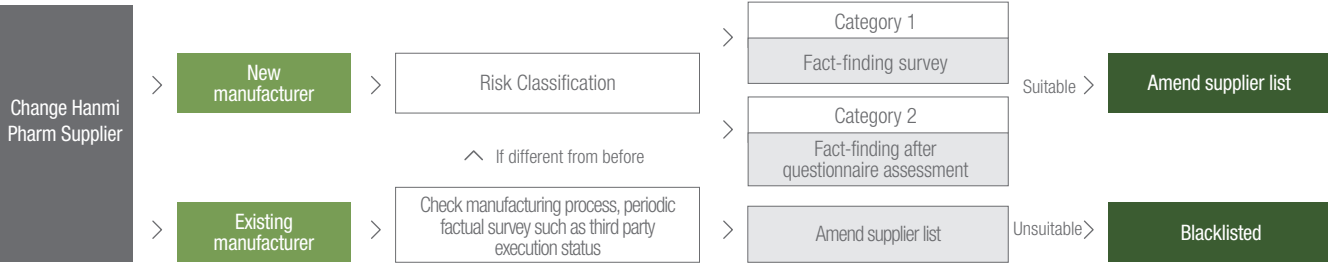 Change Hanmi
Pharm Supplier
New
manufacturer
Risk Classification
Category 1
Fact-finding survey
Category 2
Fact-finding after
questionnaire assessment
Suitable
Amend supplier list
If different from before
Existing
manufacturer
Check manufacturing process, periodic
factual survey such as third party
execution status
Amend supplier list
Unsuitable
Blacklisted